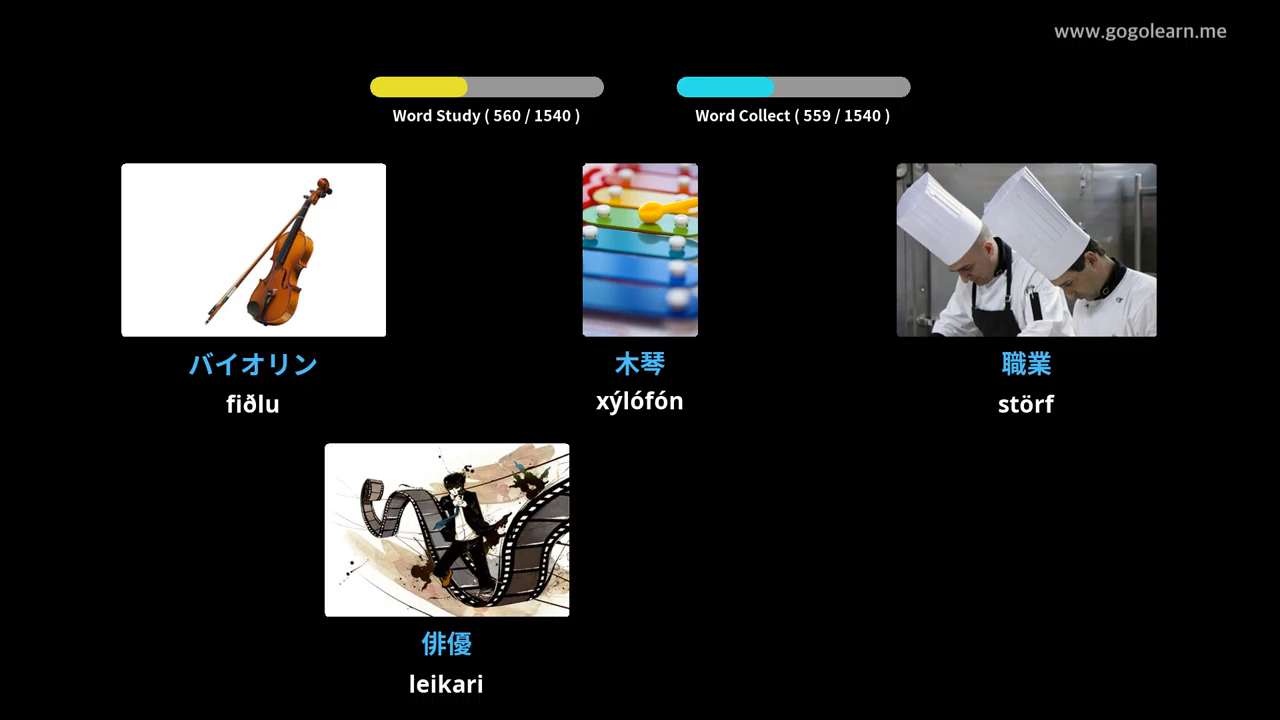 www.gogolearn.me
Word Study ( 560 / 1540 )
Word Collect ( 559 / 1540 )
バイオリン
fiðlu
木琴
xýlófón
職業
störf
俳優
leikari